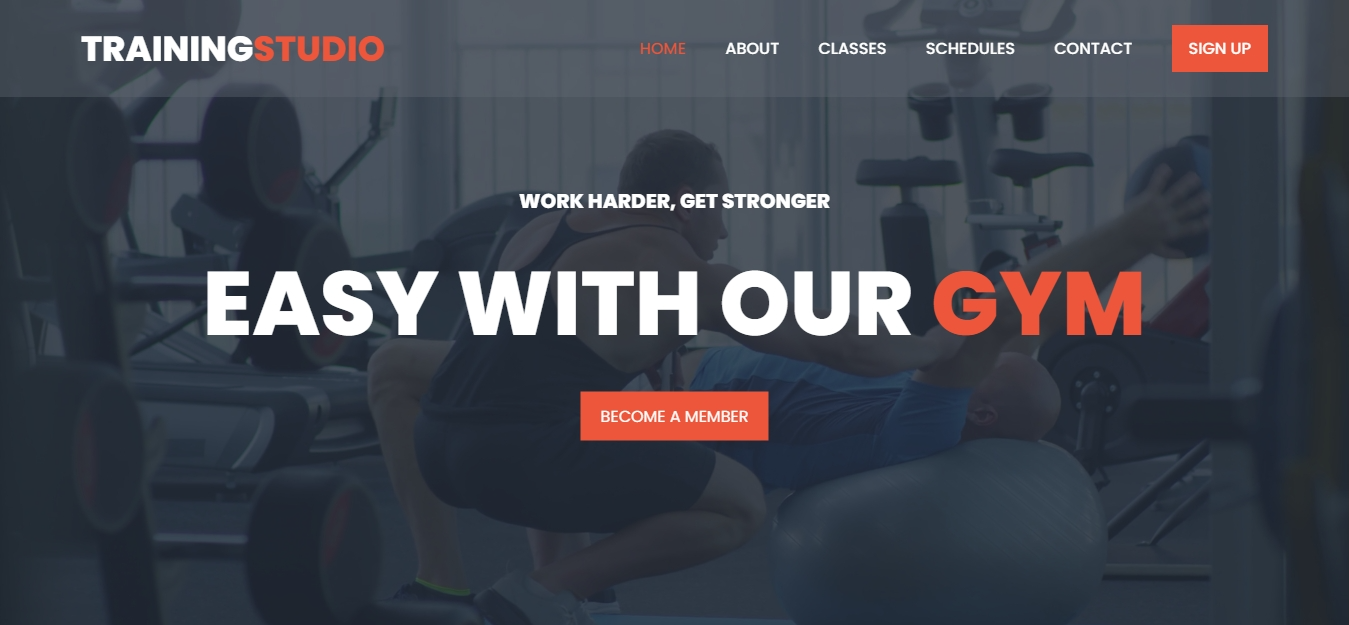 TRAININGSTUDIO HOME ABOUT CLASSES SCHEDULES CONTACT SIGN UP
WORK HARDER, GET STRONGER
EASY WITH OUR GYM
BECOME A MEMBER